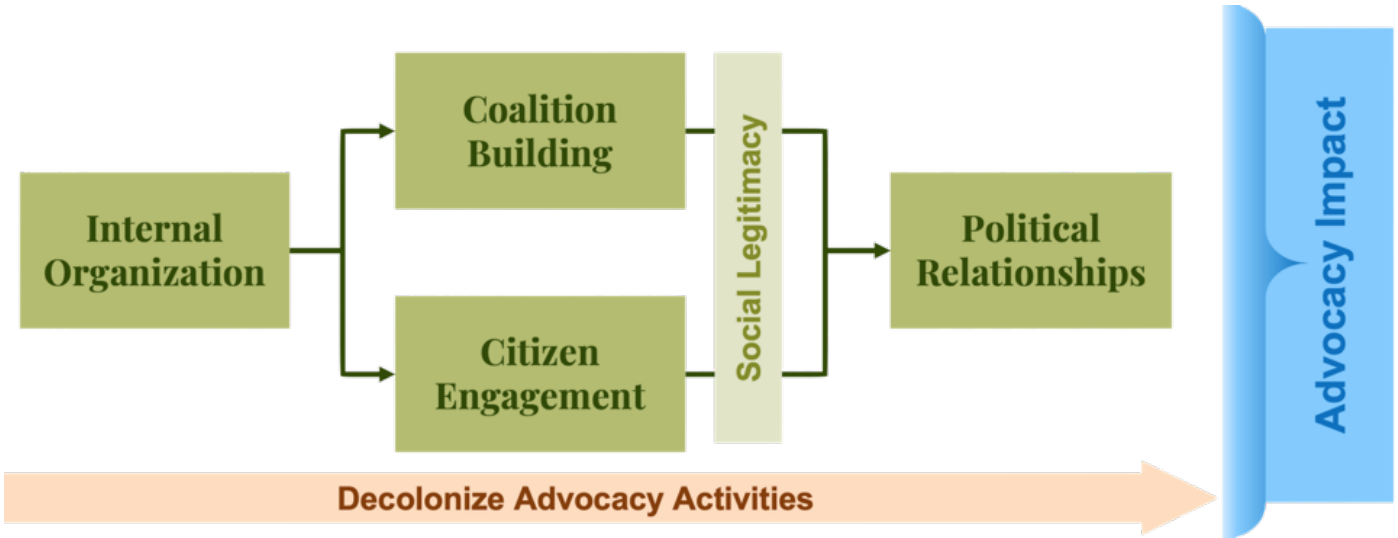 Internal
Organization
Coalition
Building
Citizen
Engagement
Social Legitimacy
Political
Relationships
Advocacy Impact
Decolonize Advocacy Activities